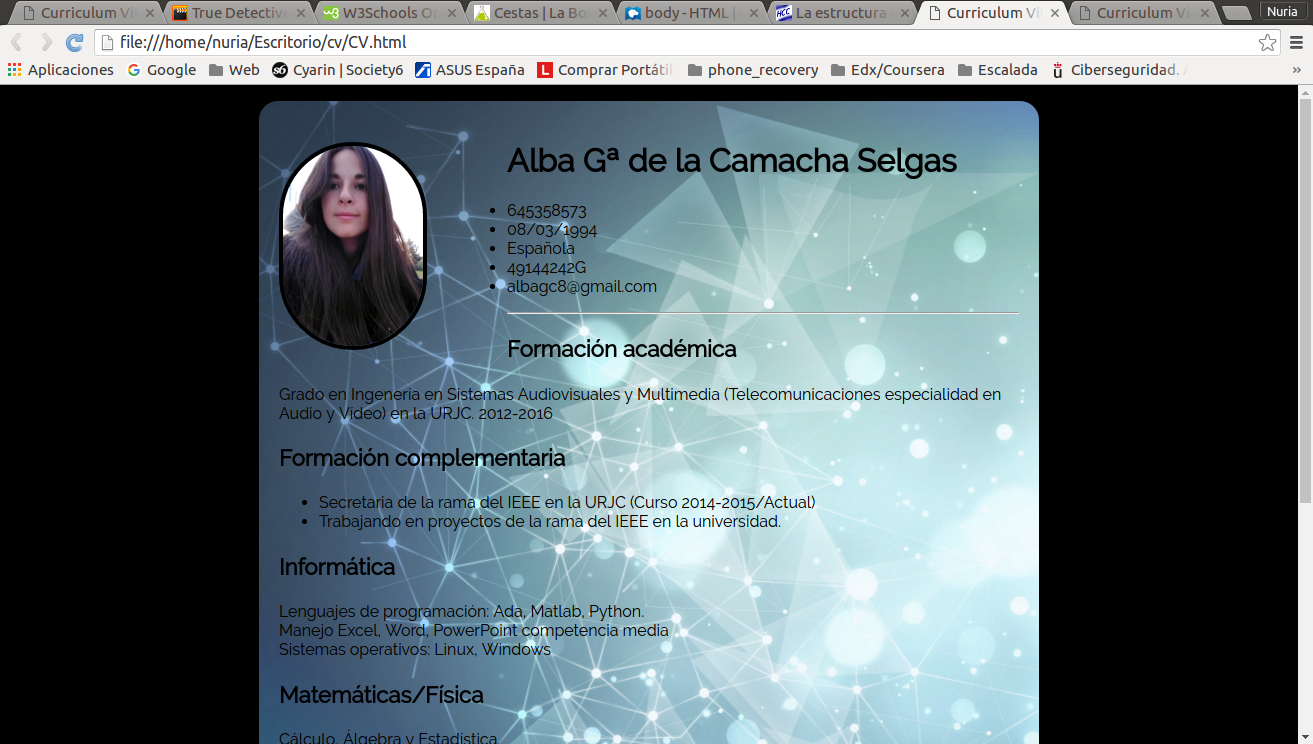 Curriculum Vi
True Detectiv
W3Schools On
Cestas | La Bo
body - HTML |
La estructura
Curriculum Vi
Curriculum Vi
Nuria
file:///home/nuria/Escritorio/cv/CV.html
Aplicaciones
Google
Web
Cyarin | Society6
ASUS España
Comprar Portátil
phone_recovery
Edx/Coursera
Escalada
Ciberseguridad.
»
Alba Gª de la Camacha Selgas
• 645358573
• 08/03/1994
• Española
• 49144242G
• albagc8@gmail.com
Formación académica
Grado en Ingeneria en Sistemas Audiovisuales y Multimedia (Telecomunicaciones especialidad en
Audio y Vídeo) en la URJC. 2012-2016
Formación complementaria
• Secretaria de la rama del IEEE en la URJC (Curso 2014-2015/Actual)
• Trabajando en proyectos de la rama del IEEE en la universidad.
Informática
Lenguajes de programación: Ada, Matlab, Python.
Manejo Excel, Word, PowerPoint competencia media
Sistemas operativos: Linux, Windows
Matemáticas/Física
Cálculo, Álgebra y Estadística.